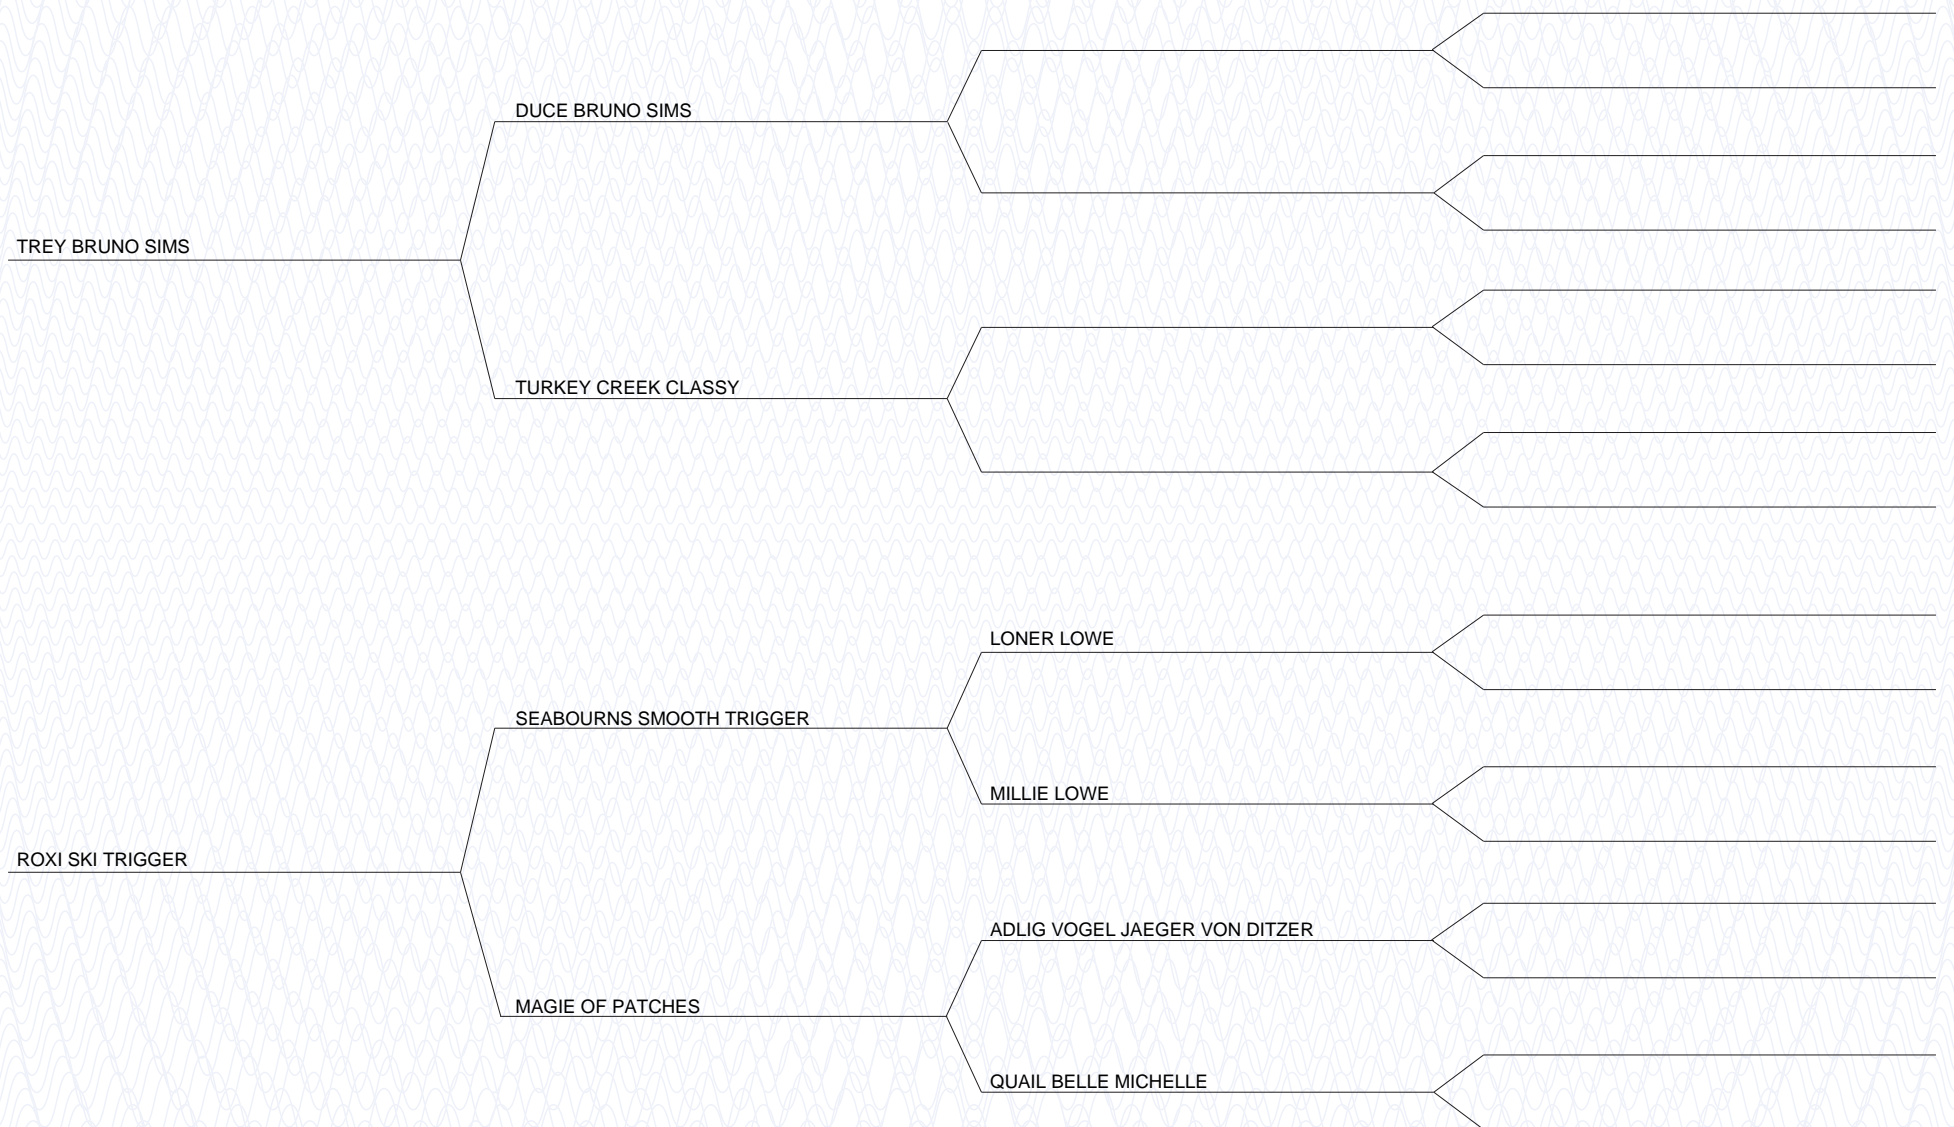 DUCE BRUNO SIMS
TREY BRUNO SIMS
TURKEY CREEK CLASSY
LONER LOWE
SEABOURNS SMOOTH TRIGGER
MILLIE LOWE
ROXI SKI TRIGGER
ADLIG VOGEL JAEGER VON DITZER
MAGIE OF PATCHES
QUAIL BELLE MICHELLE